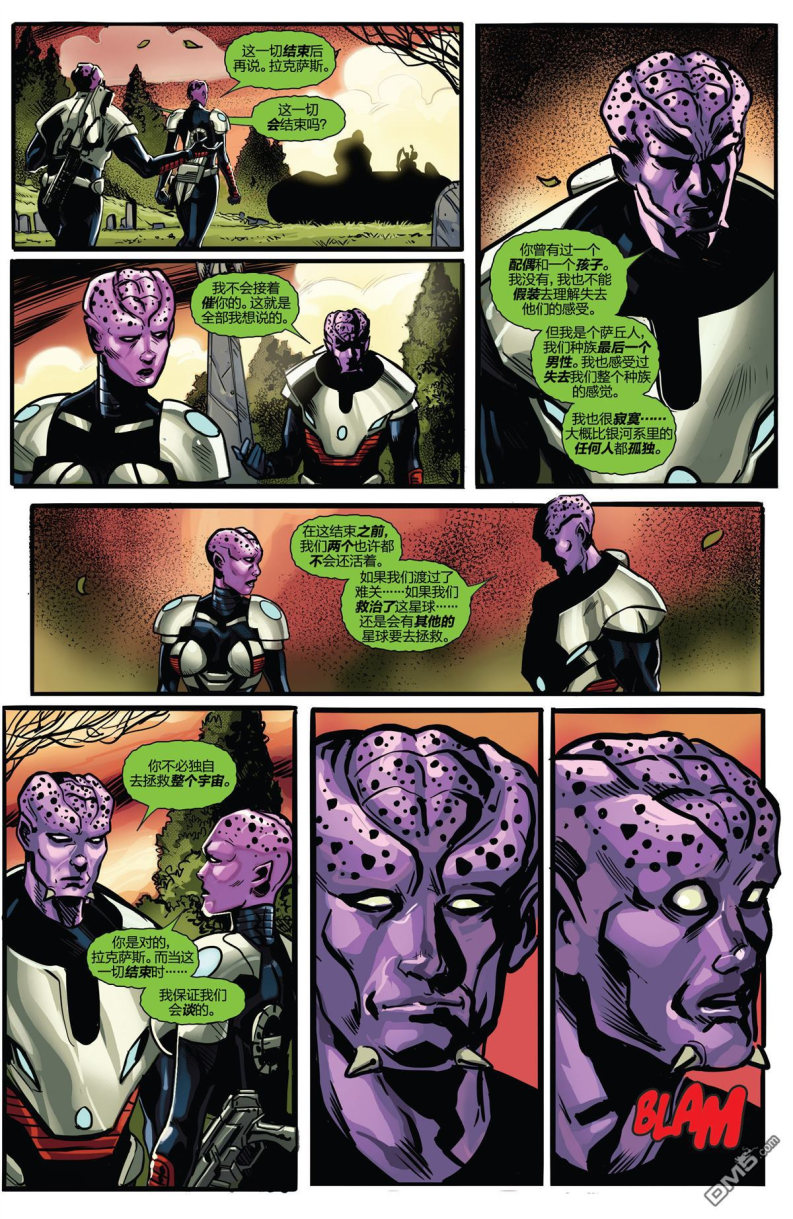 这一切结束后
再说。拉克萨斯。
这一切
会结束吗？
我不会接着
催你的。这就是
全部我想说的。
你曾有过一个
配偶和一个孩子。
我没有，我也不能
假装去理解失去
他们的感受。
但我是个萨丘人，
我们种族最后一个
男性。我也感受过
失去我们整个种族
的感觉。
我也很寂寞……
大概比银河系里的
任何人都孤独。
在这结束之前，
我们两个也许都
不会还活着。
如果我们渡过了
难关……如果我们
救治了这星球……
还是会有其他的
星球要去拯救。
你不必独自
去拯救整个宇宙。
你是对的，
拉克萨斯。而当这
一切结束时……
我保证我们
会谈的。
BLAM
DM5.com